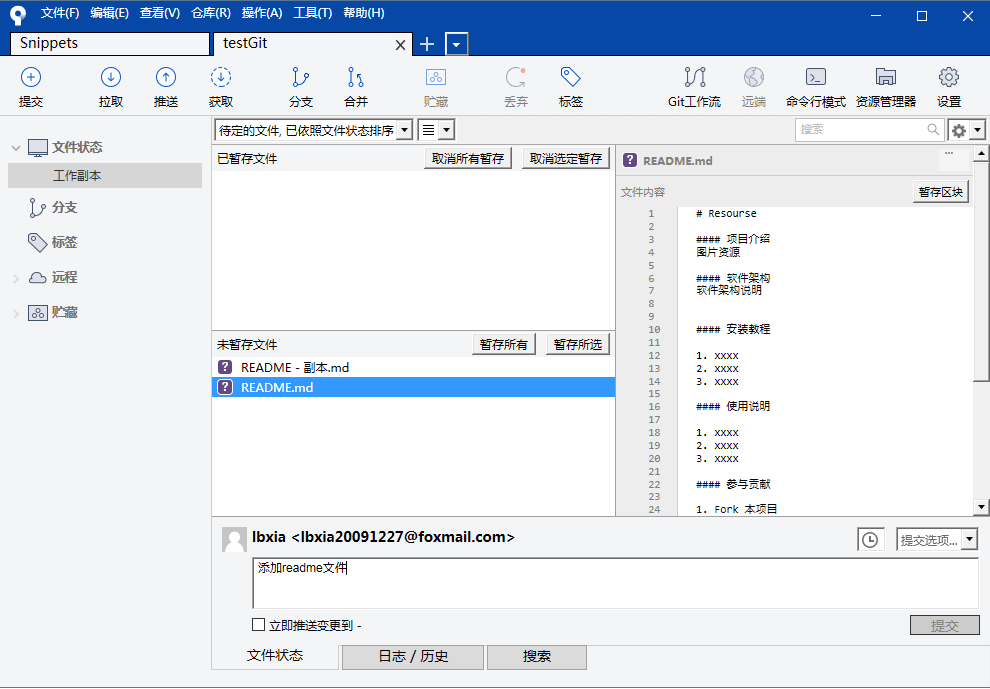 文件(F) 编辑(E) 查看(V) 仓库(R) 操作(A) 工具(T) 帮助(H)
Snippets
testGit
提交 拉取 推送 获取 分支 合并 贮藏 丢弃 标签 Git工作流 远端 命令行模式 资源管理器 设置
文件状态
工作副本
分支
标签
远程
贮藏
待定的文件, 已依照文件状态排序
搜索
已暂存文件 取消所有暂存 取消选定暂存
未暂存文件 暂存所有 暂存所选
README - 副本.md
README.md
README.md
文件内容 暂存区块
1 # Resourse
2
3 #### 项目介绍
4 图片资源
5
6 #### 软件架构
7 软件架构说明
8
9
10 #### 安装教程
11
12 1. xxxx
13 2. xxxx
14 3. xxxx
15
16 #### 使用说明
17
18 1. xxxx
19 2. xxxx
20 3. xxxx
21
22 #### 参与贡献
23
24 1. Fork 本项目
lbxia <lbxia20091227@foxmail.com>
提交选项...
添加readme文件
立即推送变更到 -
提交
文件状态 日志 / 历史 搜索